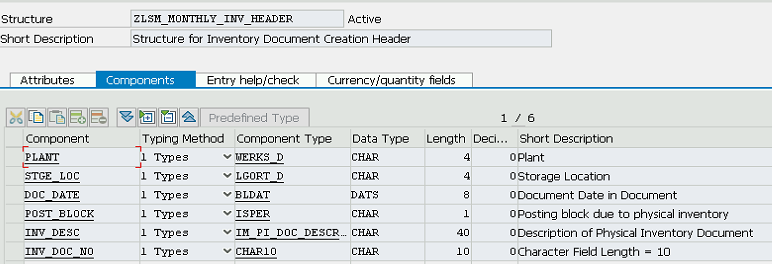 Structure ZLSM_MONTHLY_INV_HEADER Active
Short Description Structure for Inventory Document Creation Header
Attributes Components Entry help/check Currency/quantity fields
Predefined Type 1 / 6
Component Typing Method Component Type Data Type Length Deci... Short Description
PLANT 1 Types WERKS_D CHAR 4 0 Plant
STGE_LOC 1 Types LGORT_D CHAR 4 0 Storage Location
DOC_DATE 1 Types BLDAT DATS 8 0 Document Date in Document
POST_BLOCK 1 Types ISPER CHAR 1 0 Posting block due to physical inventory
INV_DESC 1 Types IM_PI_DOC_DESCR... CHAR 40 0 Description of Physical Inventory Document
INV_DOC_NO 1 Types CHAR10 CHAR 10 0 Character Field Length = 10